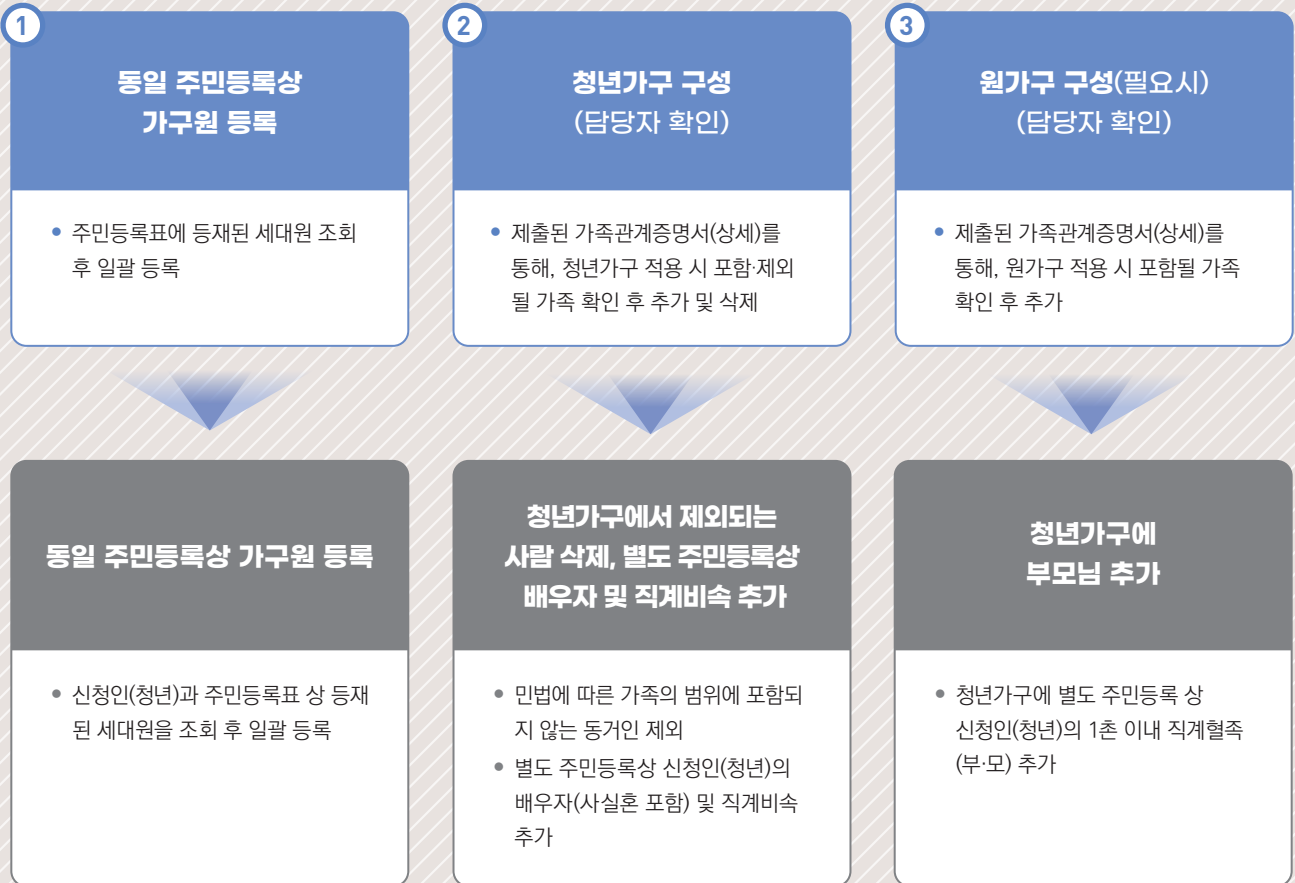 1
동일 주민등록상
가구원 등록
• 주민등록표에 등재된 세대원 조회
후 일괄 등록
동일 주민등록상 가구원 등록
• 신청인(청년)과 주민등록표 상 등재
된 세대원을 조회 후 일괄 등록
2
청년가구 구성
(담당자 확인)
• 제출된 가족관계증명서(상세)를
통해, 청년가구 적용 시 포함·제외
될 가족 확인 후 추가 및 삭제
청년가구에서 제외되는
사람 삭제, 별도 주민등록상
배우자 및 직계비속 추가
• 민법에 따른 가족의 범위에 포함되
지 않는 동거인 제외
• 별도 주민등록상 신청인(청년)의
배우자(사실혼 포함) 및 직계비속
추가
3
원가구 구성(필요시)
(담당자 확인)
• 제출된 가족관계증명서(상세)를
통해, 원가구 적용 시 포함될 가족
확인 후 추가
청년가구에
부모님 추가
• 청년가구에 별도 주민등록 상
신청인(청년)의 1촌 이내 직계혈족
(부·모) 추가